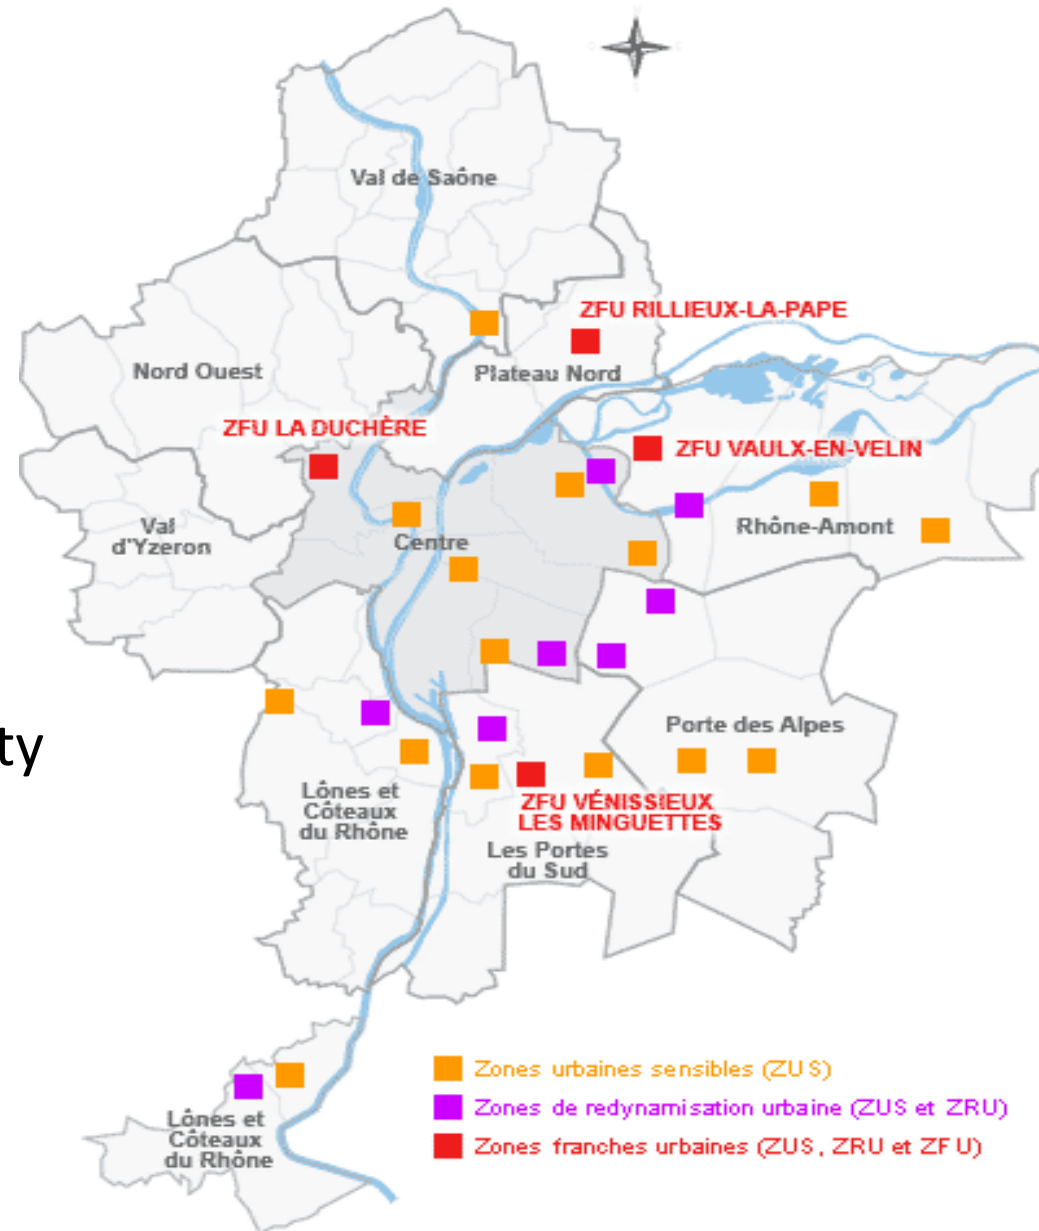 Val de Saône
ZFU RILLIEUX-LA-PAPE
Nord Ouest
Plateau Nord
ZFU LA DUCHÈRE
ZFU VAULX-EN-VELIN
Val
d'Yzeron
Centre
Rhône-Amont
Porte des Alpes
ty
Lônes et
Côteaux
du Rhône
ZFU VÉNISSIEUX
LES MINGUETTES
Les Portes
du Sud
Zones urbaines sensibles (ZUS)
Zones de redynamisation urbaine (ZUS et ZRU)
Zones franches urbaines (ZUS, ZRU et ZFU)
Lônes et
Côteaux
du Rhône